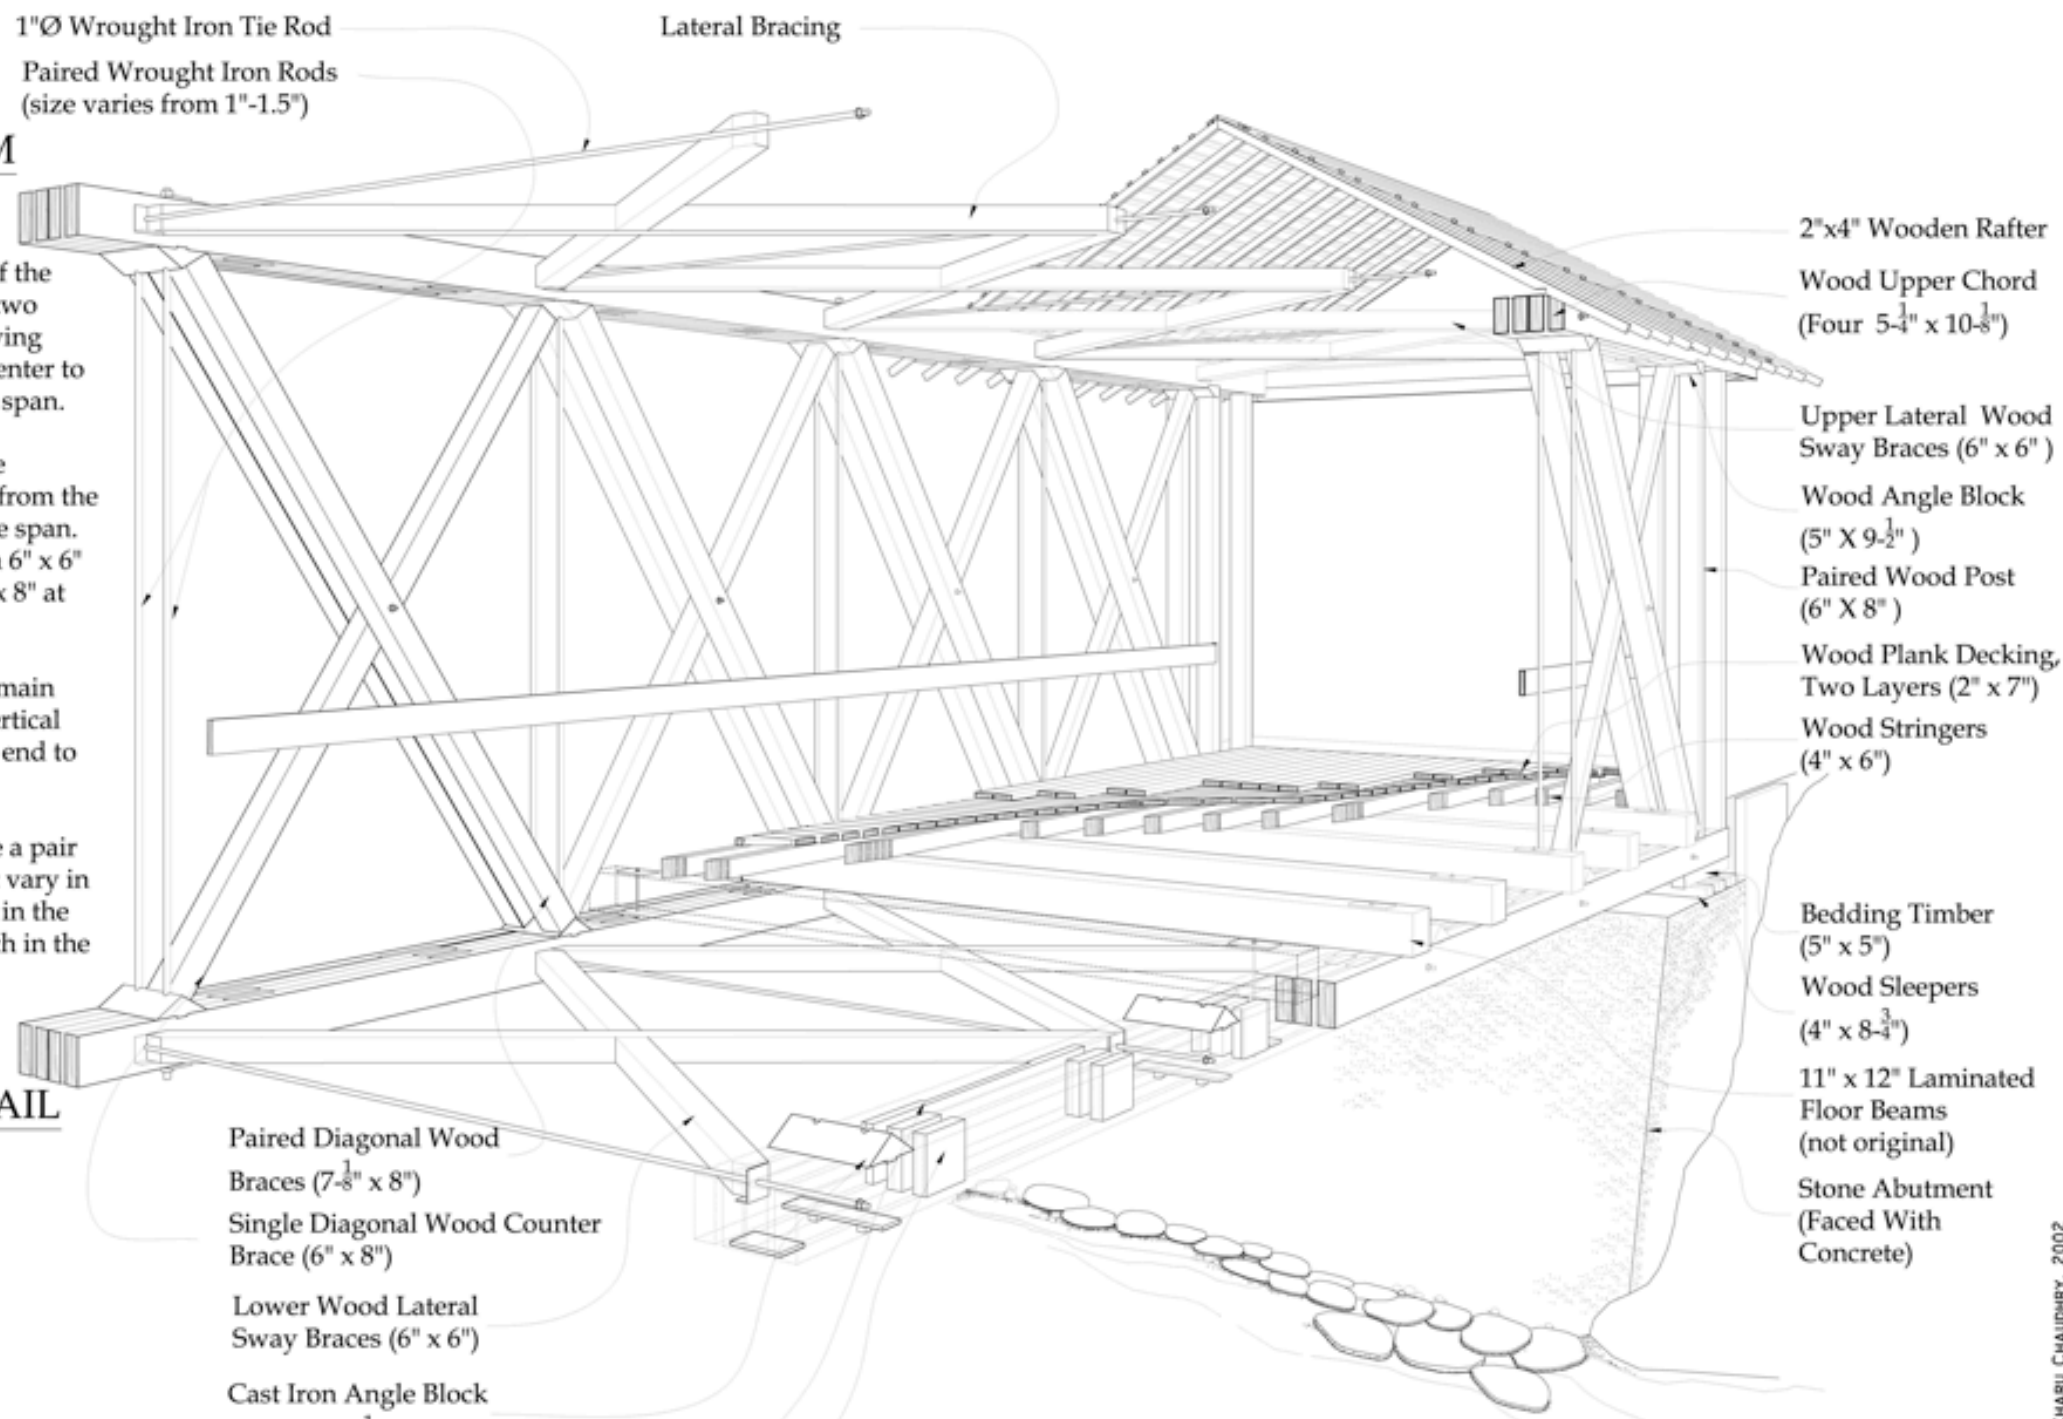 1"Ø Wrought Iron Tie Rod
Paired Wrought Iron Rods
(size varies from 1"-1.5")
Lateral Bracing
M
f the
two
ving
enter to
span.
e
from the
e span.
6" x 6"
x 8" at
main
ertical
end to
e a pair
vary in
in the
th in the
AIL
2"x4" Wooden Rafter
Wood Upper Chord
(Four 5-1/4" x 10-1/8")
Upper Lateral Wood
Sway Braces (6" x 6" )
Wood Angle Block
(5" X 9-1/2" )
Paired Wood Post
(6" X 8" )
Wood Plank Decking,
Two Layers (2" x 7")
Wood Stringers
(4" x 6")
Bedding Timber
(5" x 5")
Wood Sleepers
(4" x 8-3/4")
11" x 12" Laminated
Floor Beams
(not original)
Stone Abutment
(Faced With
Concrete)
Paired Diagonal Wood
Braces (7-1/8" x 8")
Single Diagonal Wood Counter
Brace (6" x 8")
Lower Wood Lateral
Sway Braces (6" x 6")
Cast Iron Angle Block
CHAUDHRY, 2002